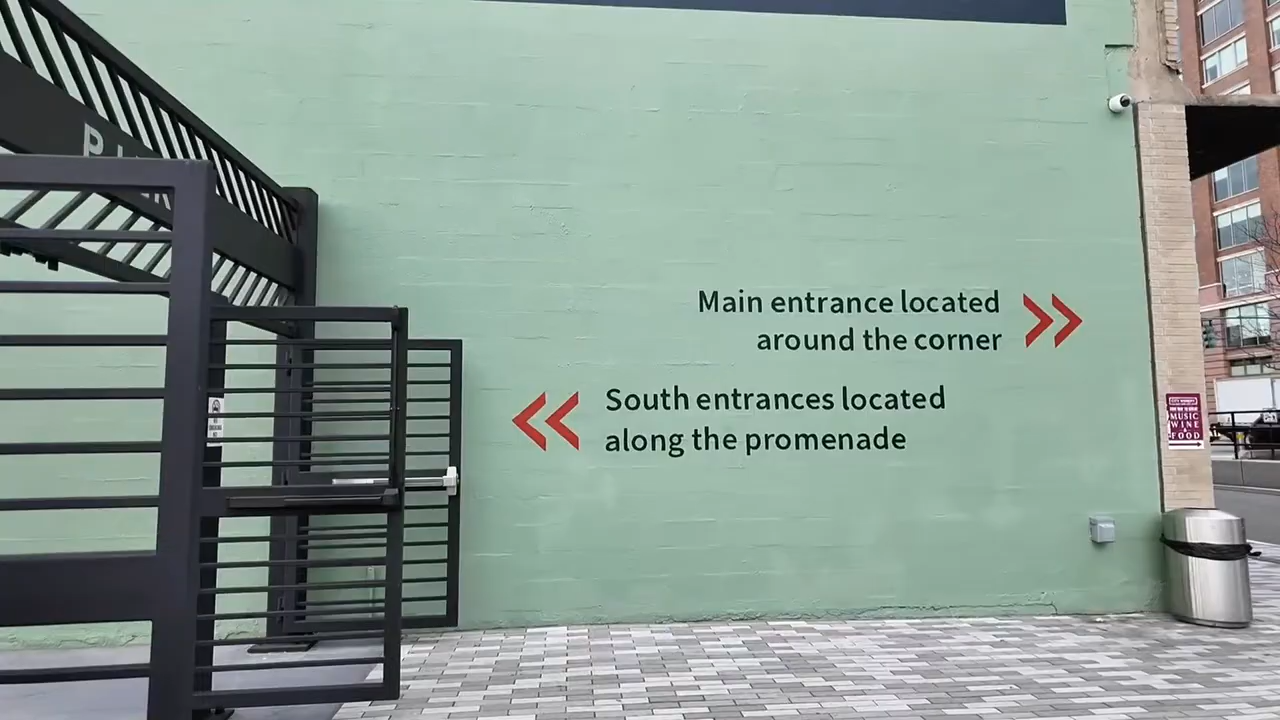 Main entrance located
around the corner
South entrances located
along the promenade
MUSIC
WINE
&
FOOD